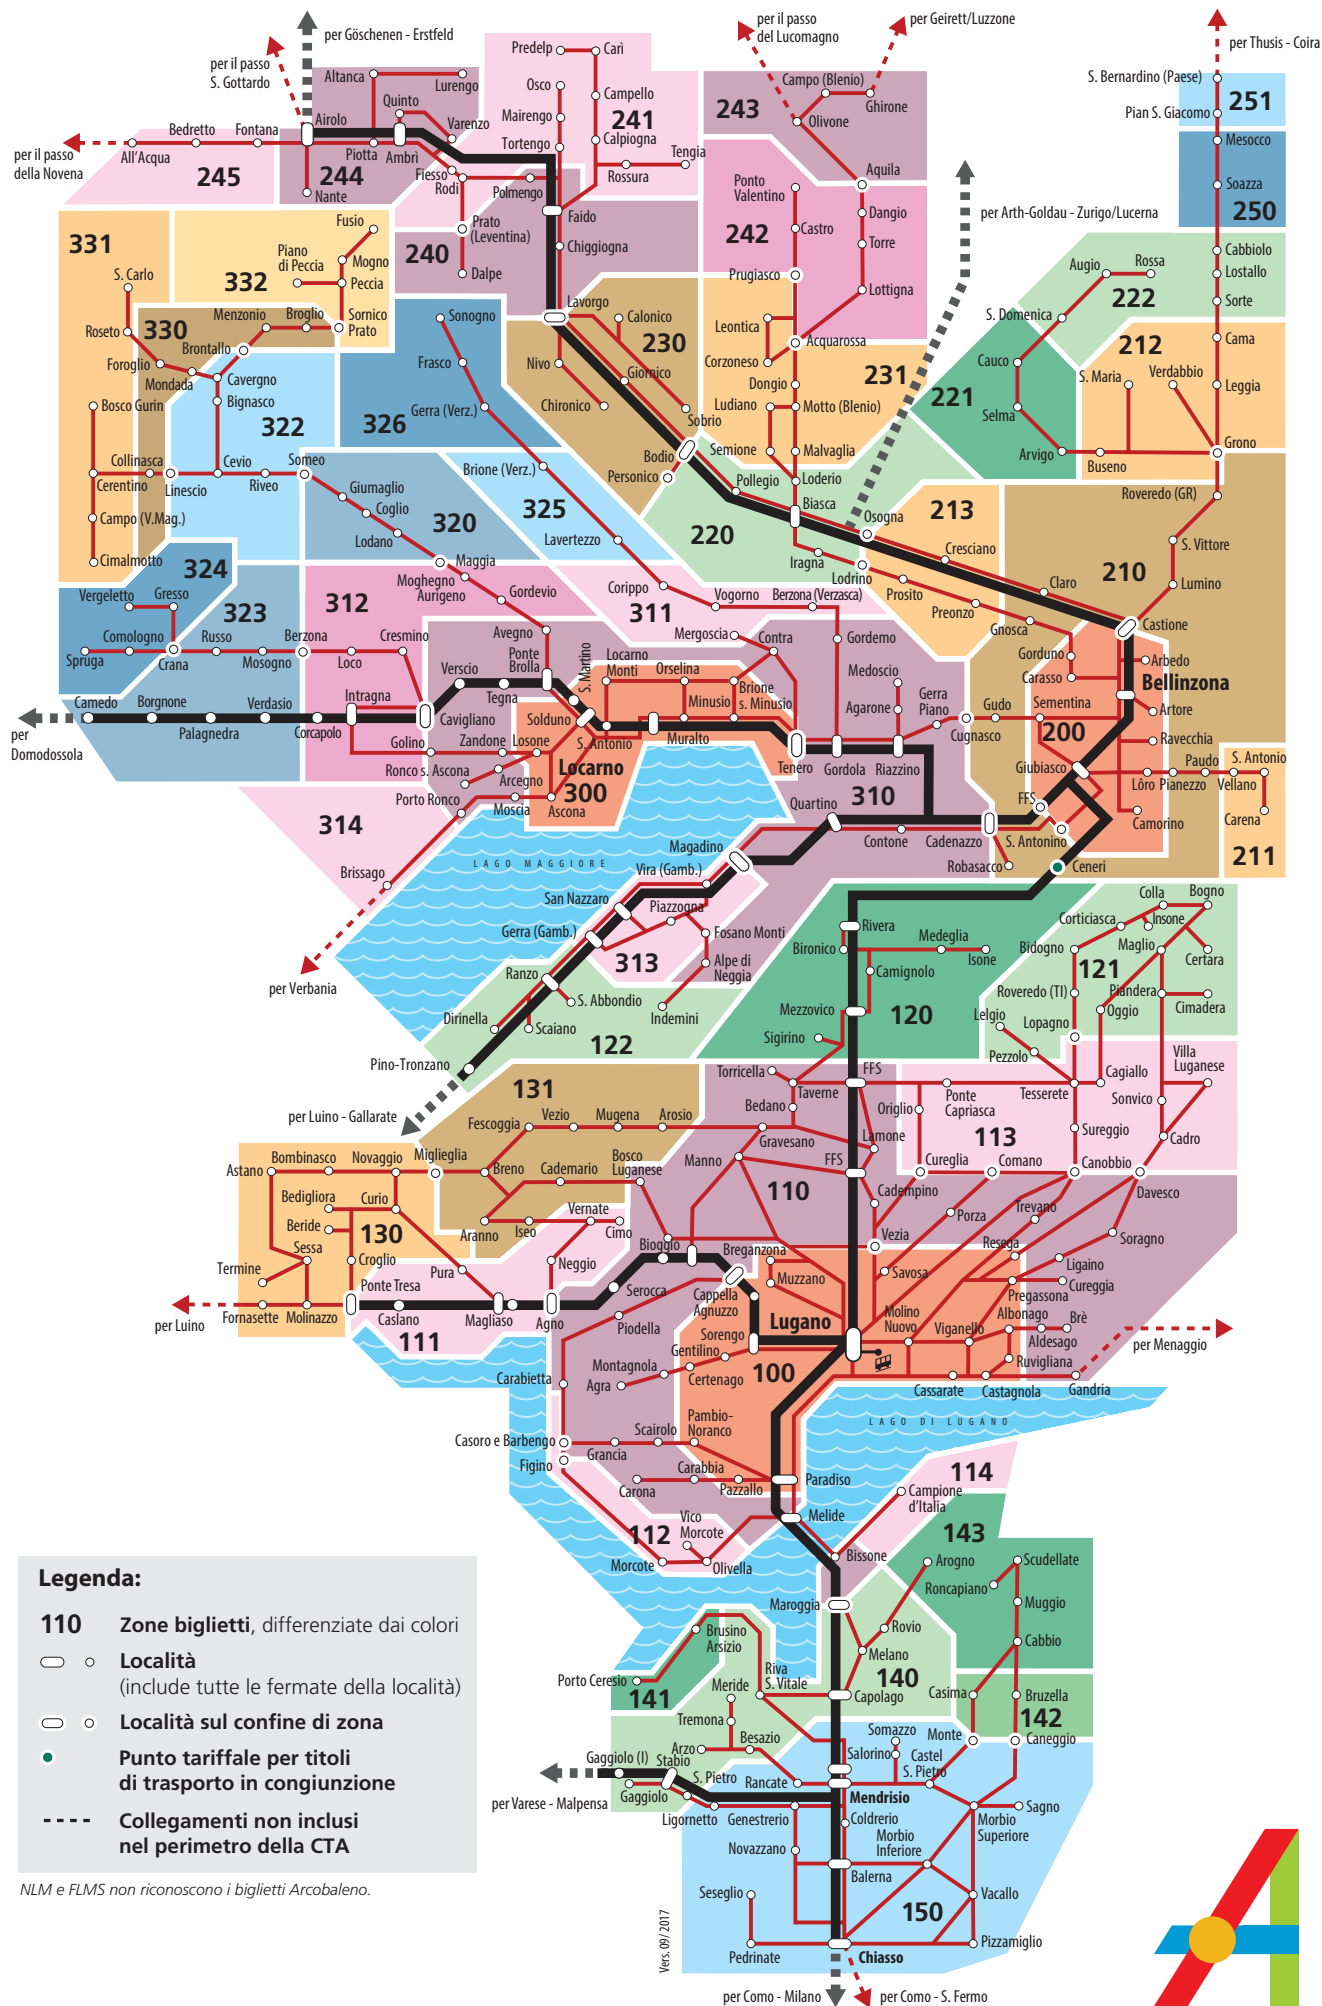 per Göschenen - Erstfeld
per il passo
S. Gottardo
per il passo
del Lucomagno
per Geirett/Luzzone
per Thusis - Coira
per il passo
della Novena
per Arth-Goldau - Zurigo/Lucerna
Altanca
Lurengo
Quinto
Varenzo
Airolo
Bedretto
Fontana
All'Acqua
Piotta
Ambrì
Fiesso
Rodi
Nante
245
244
Predelp
Carì
Osco
Campello
Mairengo
241
Calpiogna
Tortengo
Tengia
Rossura
Polmengo
Faido
Prato
(Leventina)
Chiggiogna
240
Dalpe
243
Campo (Blenio)
Ghirone
Olivone
Aquila
Ponto
Valentino
Dangio
Castro
242
Torre
Prugiasco
Lottigna
S. Bernardino (Paese)
251
Pian S. Giacomo
Mesocco
Soazza
250
Cabbiolo
Lostallo
Augio
Rossa
222
Sorte
S. Domenica
212
Cama
Cauco
S. Maria
Verdabbio
Leggia
221
Selma
Arvigo
Buseno
Grono
Roveredo (GR)
331
S. Carlo
Fusio
Piano
di Peccia
Mogno
332
Peccia
Sornico
Prato
Roseto
330
Menzonio
Broglio
Brontallo
Foroglio
Mondada
Cavergno
Bignasco
Bosco Gurin
322
Collinasca
Cevio
Someo
Cerentino
Linescio
Riveo
Campo (V.Mag.)
Cimalmotto
Sonogno
Frasco
Gerra (Verz.)
326
Lavorgo
Calonico
230
Nivo
Giornico
Chironico
Sobrio
Bodio
Personico
Leontica
Acquarossa
Corzoneso
Dongio
231
Ludiano
Motto (Blenio)
Semione
Malvaglia
Pollegio
Loderio
Biasca
220
Osogna
213
Iragna
Lodrino
Cresciano
Prosito
Claro
Preonzo
Gnosca
210
S. Vittore
Lumino
Castione
Giumaglio
Coglio
Lodano
320
Maggia
Brione (Verz.)
325
Lavertezzo
Corippo
311
Vogorno
Berzona (Verzasca)
324
Vergeletto
Gresso
323
Comologno
Russo
Berzona
Spruga
Crana
Mosogno
Loco
Cresmino
312
Moghegno
Aurigeno
Gordevio
Avegno
Ponte
Brolla
Verscio
Tegna
Camedo
Borgnone
Palagnedra
Verdasio
Corcapolo
Intragna
Cavigliano
per
Domodossola
Golino
Solduno
S. Martino
S. Antonio
Locarno
Monti
Orselina
Brione
s. Minusio
Minusio
Muralto
Mergoscia
Contra
Gordemo
Tenero
Gordola
Riazzino
Medoscio
Agarone
Gerra
Piano
Cugnasco
Gudo
Sementina
Gorduno
Carasso
Arbedo
Bellinzona
Artore
200
Ravecchia
Giubiasco
Lôro
Pianezzo
Paudo
Vellano
S. Antonio
Carena
211
Camorino
Zandone
Losone
Ronco s. Ascona
Arcegno
Locarno
300
Porto Ronco
Moscia
Ascona
314
Brissago
per Verbania
LAGO MAGGIORE
310
Quartino
Contone
Cadenazzo
FFS
S. Antonino
Robasacco
Ceneri
Magadino
Vira (Gamb.)
San Nazzaro
Piazzogna
Gerra (Gamb.)
313
Fosano Monti
Alpe di
Neggia
Indemini
Ranzo
S. Abbondio
Dirinella
Scaiano
122
Pino-Tronzano
per Luino - Gallarate
Rivera
Bironico
Medeglia
Isone
Camignolo
Mezzovico
120
Sigirino
Colla
Bogno
Corticiasca
Insone
Bidogno
Maglio
121
Certara
Roveredo (TI)
Piandera
Cimadera
Lelgio
Lopagno
Oggio
Pezzolo
Tesserete
Cagiallo
Villa
Luganese
Sonvico
Torricella
Taverne
FFS
Bedano
Origlio
Ponte
Capriasca
113
Sureggio
Cadro
Gravesano
Lamone
Manno
FFS
Cureglia
Comano
Canobbio
Davesco
110
Cadempino
Vezia
Porza
Trevano
Soragno
131
Fescoggia
Vezio
Mugena
Arosio
Miglieglia
Breno
Cademario
Bosco
Luganese
Aranno
Iseo
Vernate
Cimo
Astano
Bombinasco
Novaggio
Bedigliora
Curio
Beride
130
Sessa
Croglio
Termine
Pura
Neggio
Fornasette
Molinazzo
Ponte Tresa
Caslano
Magliaso
Agno
111
per Luino
Bioggio
Serocca
Breganzona
Cappella
Agnuzzo
Muzzano
Savosa
Resega
Ligaino
Cureggia
Pregassona
Molino
Nuovo
Viganello
Albonago
Brè
Aldesago
Ruvigliana
Lugano
100
Piodella
Sorengo
Gentilino
Montagnola
Agra
Certenago
Cassarate
Castagnola
Gandria
per Menaggio
LAGO DI LUGANO
Carabietta
Casoro e Barbengo
Pambio-
Noranco
Scairolo
Grancia
Figino
Carabbia
Carona
Pazzallo
Paradiso
Vico
Morcote
112
Morcote
Olivella
Melide
114
Campione
d'Italia
Bissone
143
Arogno
Scudellate
Roncapiano
Muggio
Cabbio
Maroggia
Rovio
Melano
140
Brusino
Arsizio
Porto Ceresio
141
Riva
S. Vitale
Capolago
Casima
Bruzella
142
Meride
Tremona
Arzo
Besazio
Somazzo
Monte
Caneggio
Salorino
Castel
S. Pietro
Gaggiolo (I)
Stabio
S. Pietro
Rancate
Mendrisio
Gaggiolo
per Varese - Malpensa
Ligornetto
Genestrerio
Coldrerio
Sagno
Morbio
Superiore
Novazzano
Morbio
Inferiore
Balerna
Seseglio
150
Vacallo
Pedrinate
Chiasso
Pizzamiglio
per Como - Milano
per Como - S. Fermo
Vers. 09/2017
Legenda:
110 Zone biglietti, differenziate dai colori
Località
(include tutte le fermate della località)
Località sul confine di zona
Punto tariffale per titoli
di trasporto in congiunzione
Collegamenti non inclusi
nel perimetro della CTA
NLM e FLMS non riconoscono i biglietti Arcobaleno.